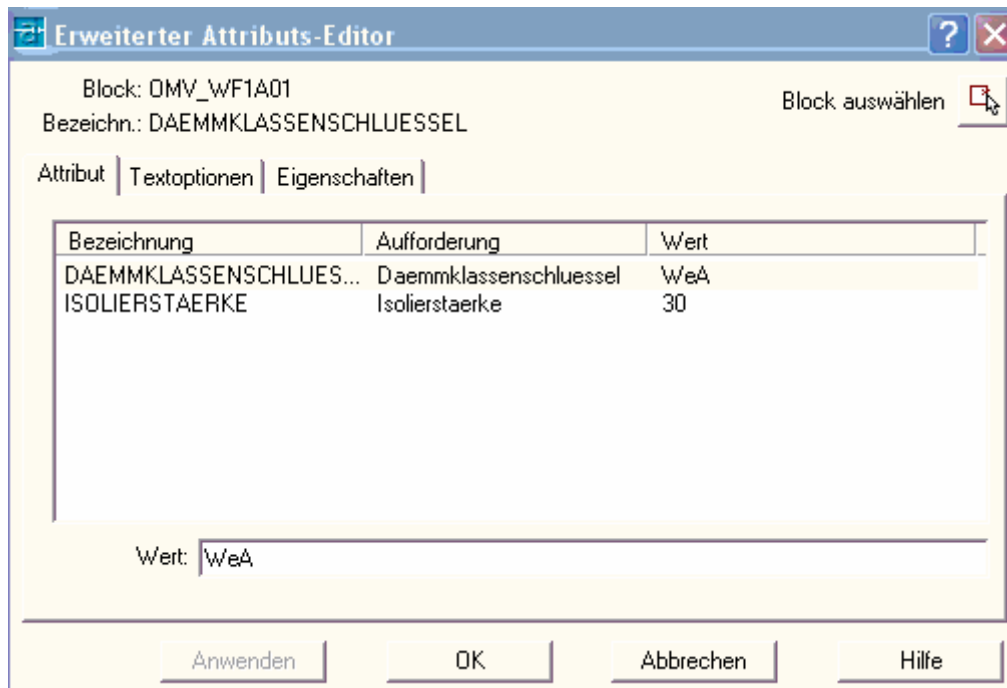 Erweiterter Attributs-Editor
Block: OMV_WF1A01
Block auswählen
Bezeichn.: DAEMMKLASSENSCHLUESSEL
Attribut Textoptionen Eigenschaften
Bezeichnung Aufforderung Wert
DAEMMKLASSENSCHLUES... Daemmklassenschluessel WeA
ISOLIERSTAERKE Isolierstaerke 30
Wert: WeA
Anwenden OK Abbrechen Hilfe